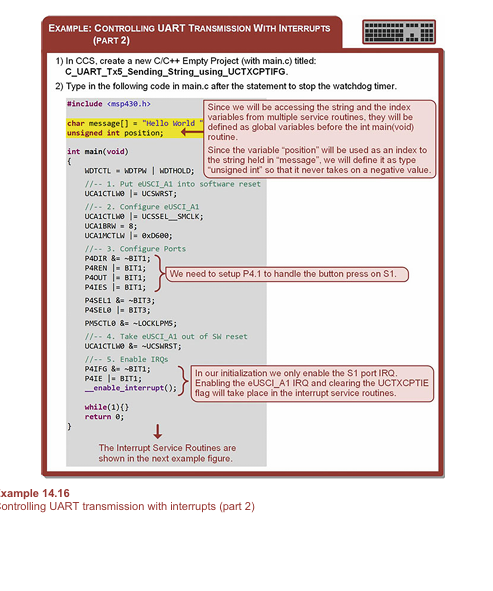 EXAMPLE: CONTROLLING UART TRANSMISSION WITH INTERRUPTS
(PART 2)
1) In CCS, create a new C/C++ Empty Project (with main.c) titled:
C_UART_Tx5_Sending_String_using_UCTXCPTIFG.
2) Type in the following code in main.c after the statement to stop the watchdog timer.
#include <msp430.h>
char message[] = "Hello World "
unsigned int position;
Since we will be accessing the string and the index
variables from multiple service routines, they will be
defined as global variables before the int main(void)
routine.
Since the variable "position" will be used as an index to
the string held in "message", we will define it as type
"unsigned int" so that it never takes on a negative value.
int main(void)
{
WDTCTL = WDTPW | WDTHOLD;
//-- 1. Put eUSCI_A1 into software reset
UCA1CTLW0 |= UCSWRST;
//-- 2. Configure eUSCI_A1
UCA1CTLW0 |= UCSSEL__SMCLK;
UCA1BRW = 8;
UCA1MCTLW |= 0xD600;
//-- 3. Configure Ports
P4DIR &= ~BIT1;
P4REN |= BIT1;
P4OUT |= BIT1;
P4IES |= BIT1;
We need to setup P4.1 to handle the button press on S1.
P4SEL1 &= ~BIT3;
P4SEL0 |= BIT3;
PM5CTL0 &= ~LOCKLPM5;
//-- 4. Take eUSCI_A1 out of SW reset
UCA1CTLW0 &= ~UCSWRST;
//-- 5. Enable IRQs
P4IFG &= ~BIT1;
P4IE |= BIT1;
__enable_interrupt();
In our initialization we only enable the S1 port IRQ.
Enabling the eUSCI_A1 IRQ and clearing the UCTXCPTIE
flag will take place in the interrupt service routines.
while(1){}
return 0;
}
The Interrupt Service Routines are
shown in the next example figure.
xample 14.16
ontrolling UART transmission with interrupts (part 2)